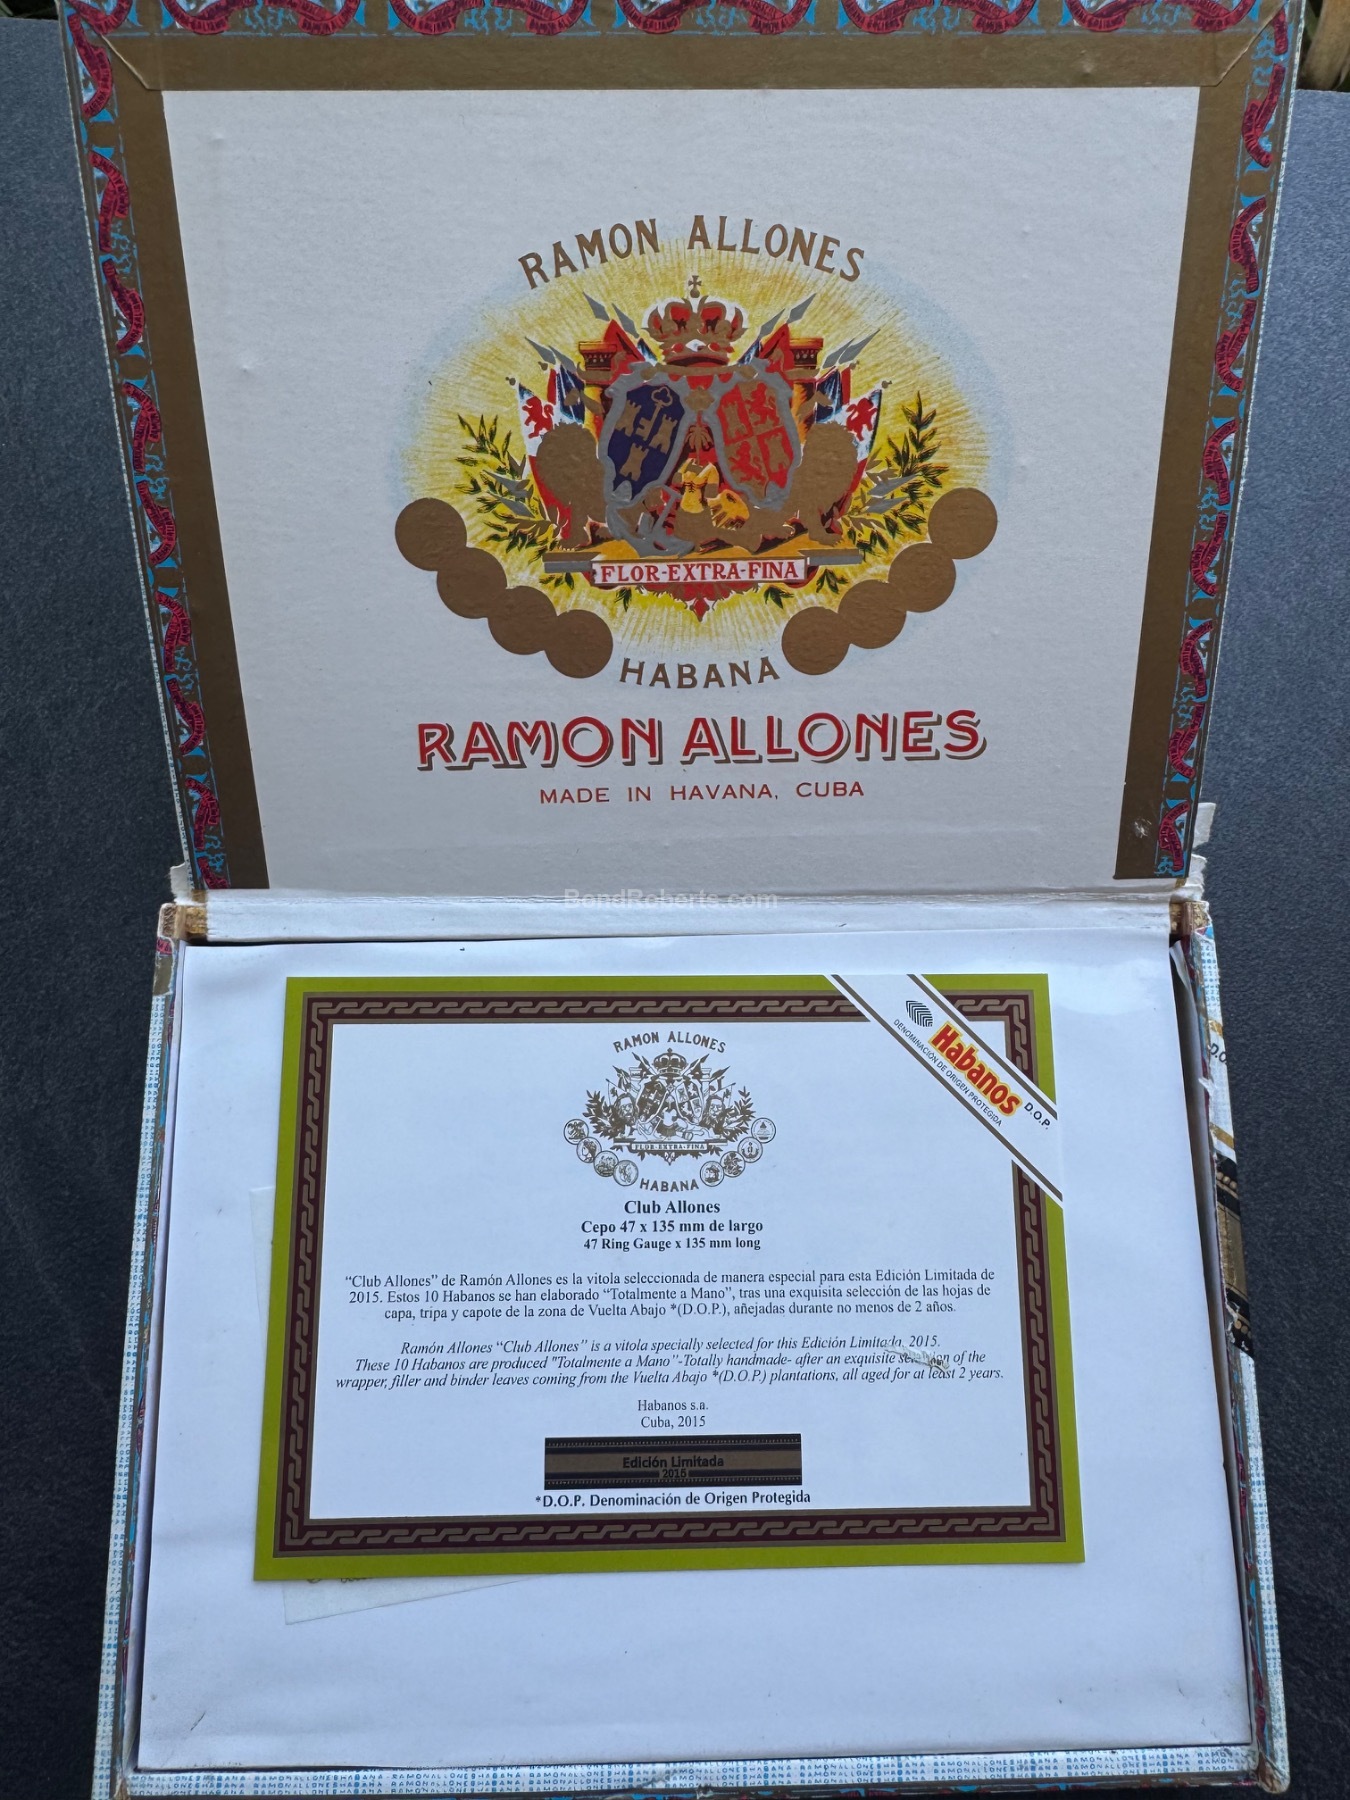 RAMON ALLONES
FLOR-EXTRA-FINA
HABANA
RAMON ALLONES
MADE IN HAVANA, CUBA
BondRoberts.com
Habanos D.O.P.
DENOMINACIÓN DE ORIGEN PROTEGIDA
RAMON ALLONES
FLOR-EXTRA-FINA
HABANA
Club Allones
Cepo 47 x 135 mm de largo
47 Ring Gauge x 135 mm long
“Club Allones” de Ramón Allones es la vitola seleccionada de manera especial para esta Edición Limitada de
2015. Estos 10 Habanos se han elaborado “Totalmente a Mano”, tras una exquisita selección de las hojas de
capa, tripa y capote de la zona de Vuelta Abajo *(D.O.P.), añejadas durante no menos de 2 años.
Ramón Allones “Club Allones” is a vitola specially selected for this Edición Limitada, 2015.
These 10 Habanos are produced "Totalmente a Mano"-Totally handmade- after an exquisite selection of the
wrapper, filler and binder leaves coming from the Vuelta Abajo *(D.O.P.) plantations, all aged for at least 2 years.
Habanos s.a.
Cuba, 2015
Edición Limitada
2015
*D.O.P. Denominación de Origen Protegida